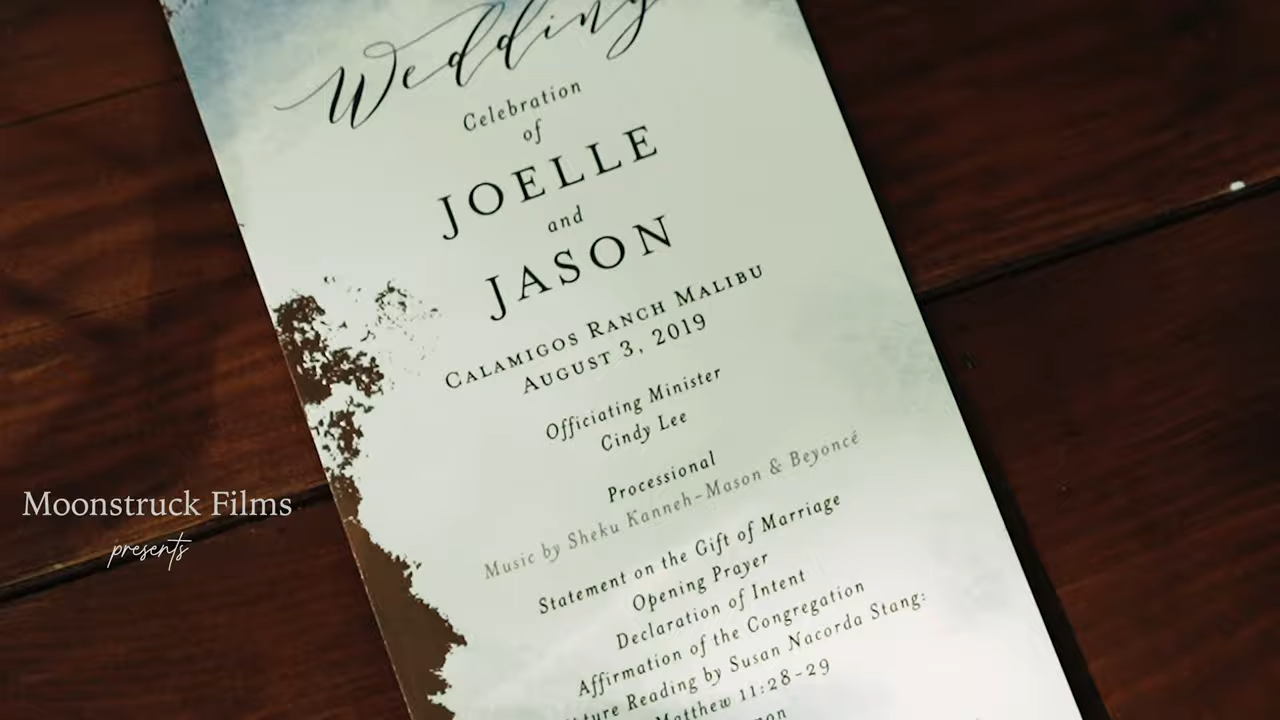 Wedding
Celebration
of
JOELLE
and
JASON
CALAMIGOS RANCH MALIBU
AUGUST 3, 2019
Officiating Minister
Cindy Lee
Processional
Music by Sheku Kanneh-Mason & Beyoncé
Statement on the Gift of Marriage
Opening Prayer
Declaration of Intent
Affirmation of the Congregation
Reading by Susan Nacorda Stang:
Matthew 11:28-29
Moonstruck Films
presents